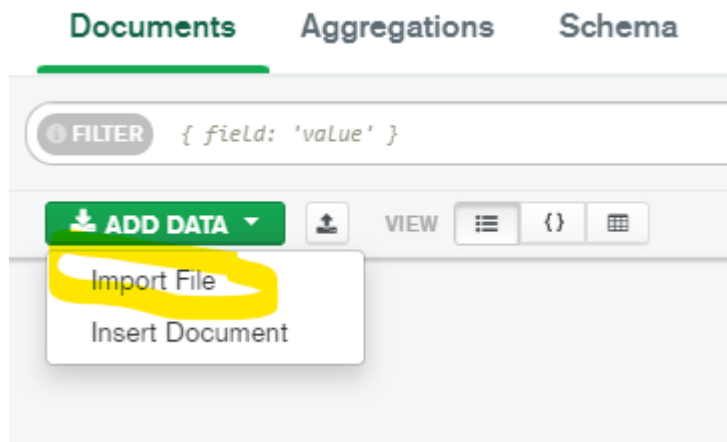 Documents Aggregations Schema
FILTER { field: 'value' }
ADD DATA VIEW {}
Import File
Insert Document